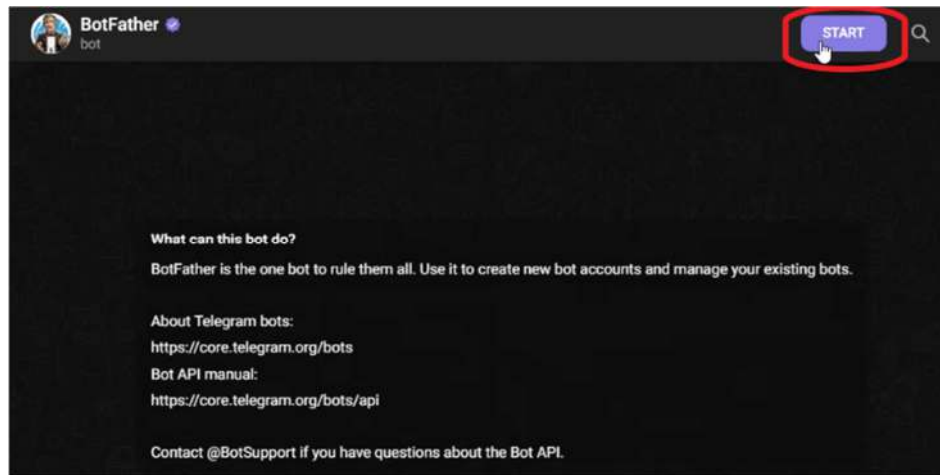 BotFather
bot
START
What can this bot do?
BotFather is the one bot to rule them all. Use it to create new bot accounts and manage your existing bots.
About Telegram bots:
https://core.telegram.org/bots
Bot API manual:
https://core.telegram.org/bots/api
Contact @BotSupport if you have questions about the Bot API.